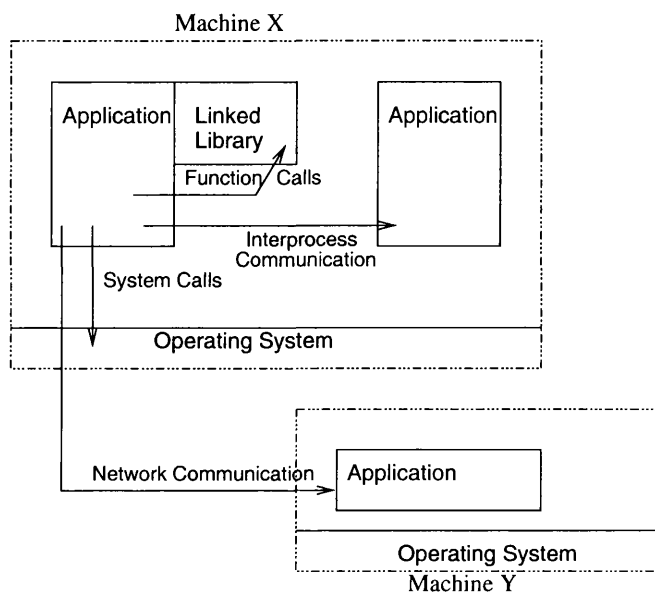 Machine X
Application
Linked
Library
Application
Function Calls
Interprocess
Communication
System Calls
Operating System
Network Communication
Application
Operating System
Machine Y